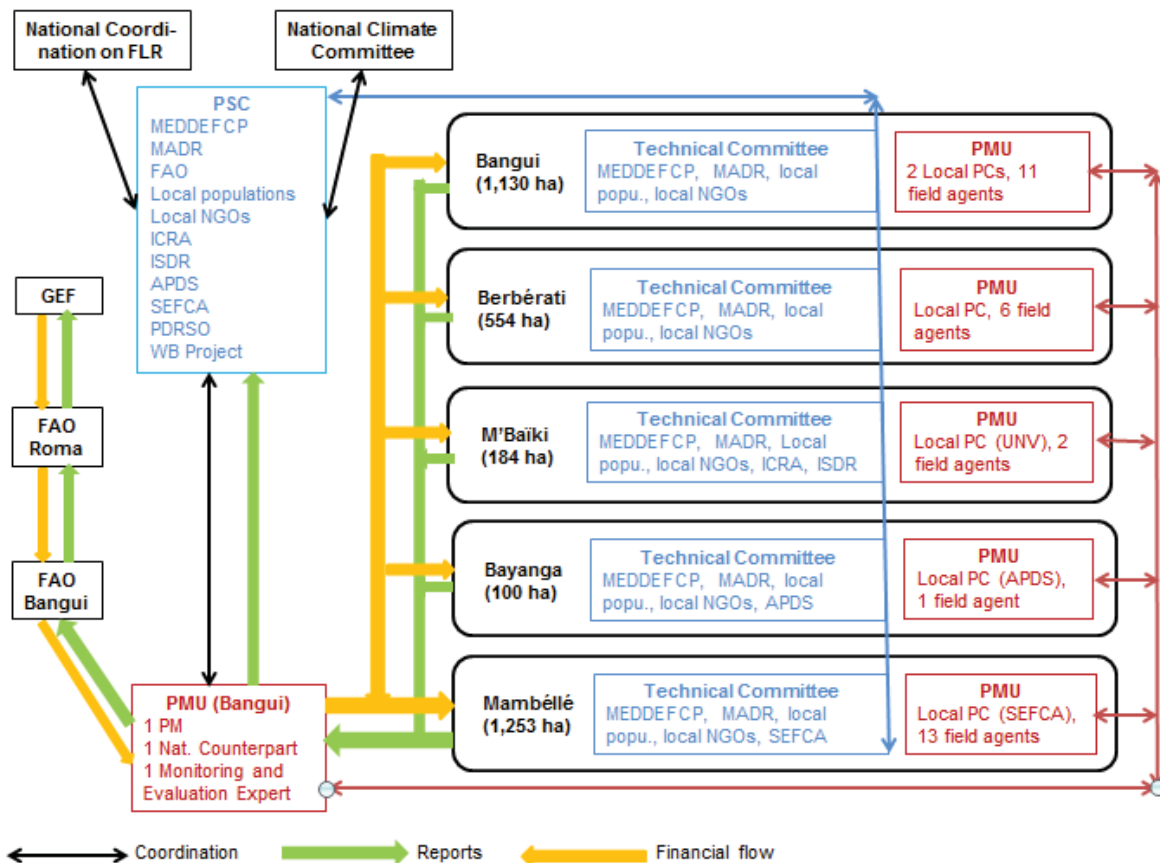 National Coordi-
nation on FLR
National Climate
Committee
PSC
MEDDEFCP
MADR
FAO
Local populations
Local NGOs
ICRA
ISDR
APDS
SEFCA
PDRSO
WB Project
GEF
FAO
Roma
FAO
Bangui
PMU (Bangui)
1 PM
1 Nat. Counterpart
1 Monitoring and
Evaluation Expert
Bangui
(1,130 ha)
Technical Committee
MEDDEFCP, MADR, local
popu., local NGOs
PMU
2 Local PCs, 11
field agents
Berbérati
(554 ha)
Technical Committee
MEDDEFCP, MADR, local
popu., local NGOs
PMU
Local PC, 6 field
agents
M'Baïki
(184 ha)
Technical Committee
MEDDEFCP, MADR, Local
popu., local NGOs, ICRA, ISDR
PMU
Local PC (UNV), 2
field agents
Bayanga
(100 ha)
Technical Committee
MEDDEFCP, MADR, local
popu., local NGOs, APDS
PMU
Local PC (APDS),
1 field agent
Mambéllé
(1,253 ha)
Technical Committee
MEDDEFCP, MADR, local
popu., local NGOs, SEFCA
PMU
Local PC (SEFCA),
13 field agents
Coordination
Reports
Financial flow